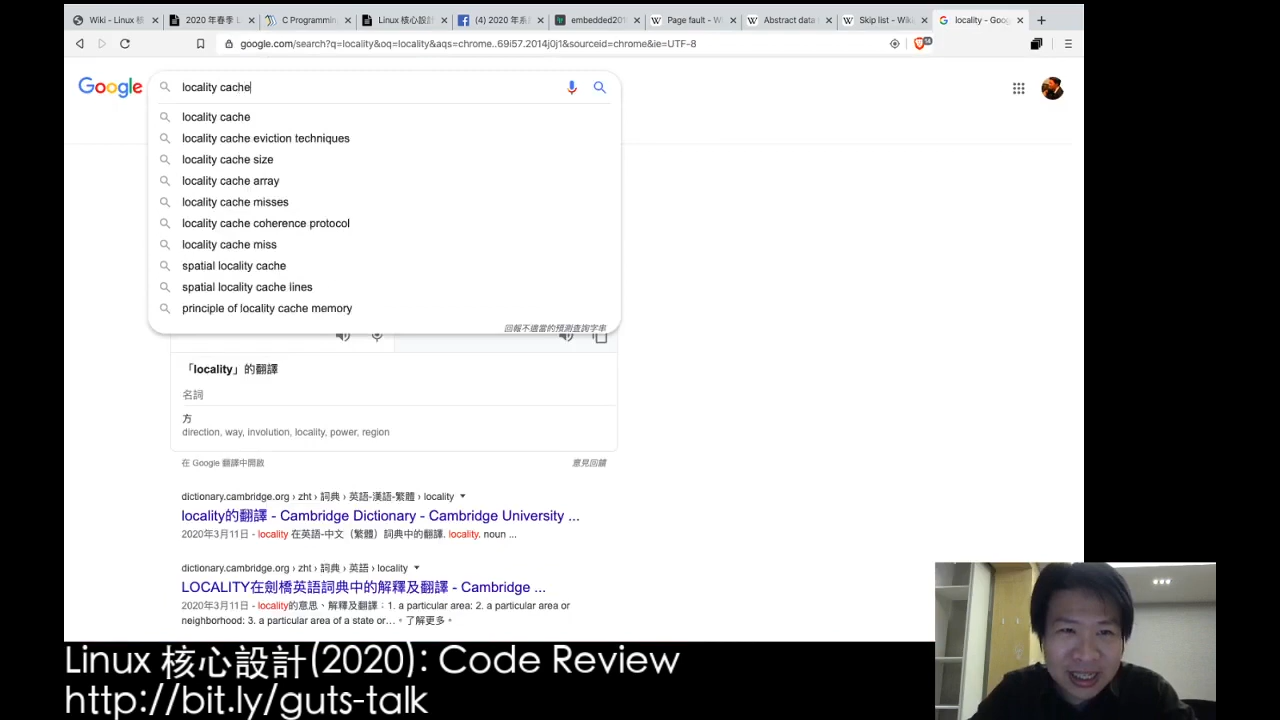 Wiki - Linux 核
2020 年春季 L
C Programmin
Linux 核心設計
(4) 2020 年系
embedded201
Page fault - W
Abstract data
Skip list - Wiki
locality - Goo
google.com/search?q=locality&oq=locality&aqs=chrome..69i57.2014j0j1&sourceid=chrome&ie=UTF-8
Google
locality cache
locality cache
locality cache eviction techniques
locality cache size
locality cache array
locality cache misses
locality cache coherence protocol
locality cache miss
spatial locality cache
spatial locality cache lines
principle of locality cache memory
回報不適當的預測查詢字串
「locality」的翻譯
名詞
方
direction, way, involution, locality, power, region
在 Google 翻譯中開啟
意見回饋
dictionary.cambridge.org › zht › 詞典 › 英語-漢語-繁體 › locality
locality的翻譯 - Cambridge Dictionary - Cambridge University ...
2020年3月11日 - locality 在英語-中文（繁體）詞典中的翻譯. locality. noun ...
dictionary.cambridge.org › zht › 詞典 › 英語 › locality
LOCALITY在劍橋英語詞典中的解釋及翻譯 - Cambridge ...
2020年3月11日 - locality的意思、解釋及翻譯：1. a particular area: 2. a particular area or
neighborhood: 3. a particular area of a state or…。了解更多。
Linux 核心設計(2020): Code Review
http://bit.ly/guts-talk